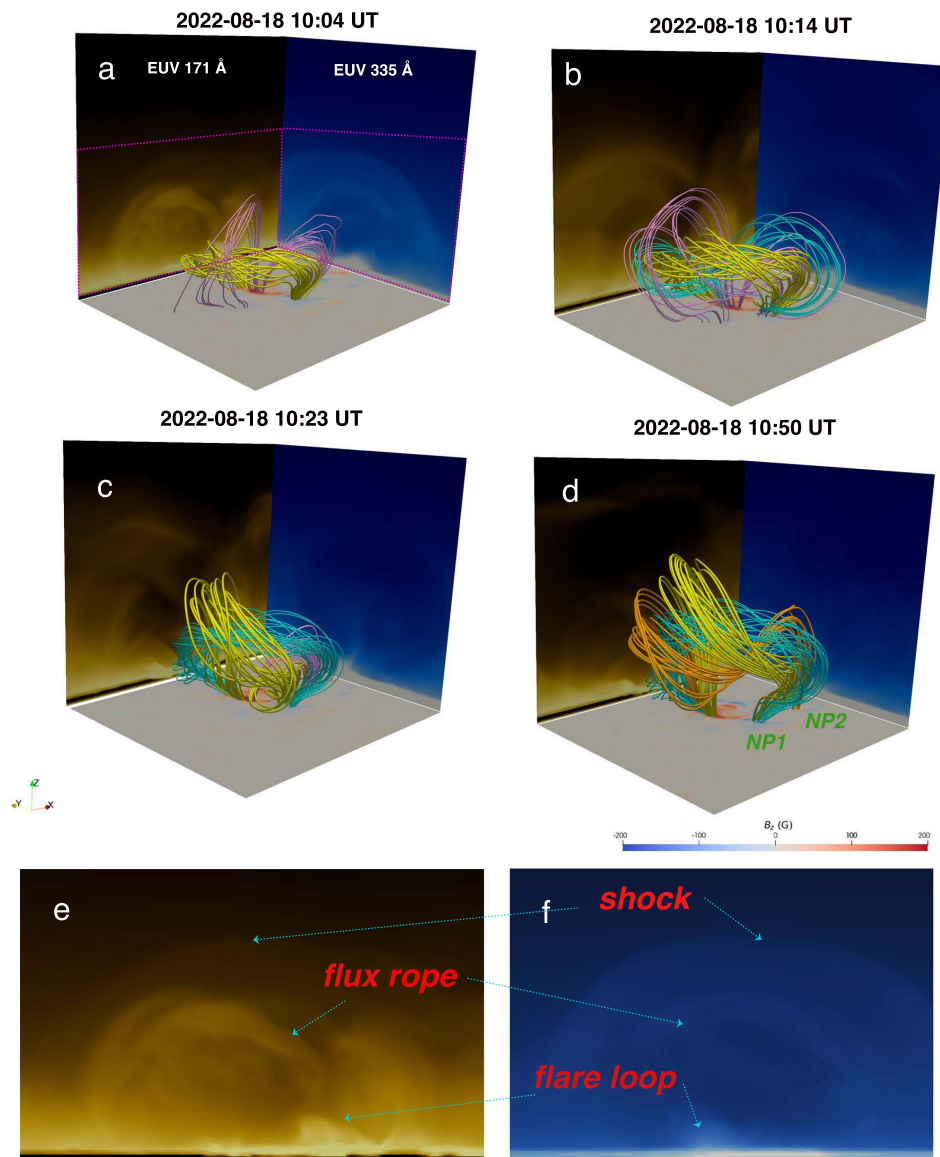 2022-08-18 10:04 UT
2022-08-18 10:14 UT
a
EUV 171 Å
EUV 335 Å
b
2022-08-18 10:23 UT
2022-08-18 10:50 UT
c
d
NP1
NP2
Z
Y
X
B_z (G)
-200
-100
0
100
200
e
f
shock
flux rope
flare loop